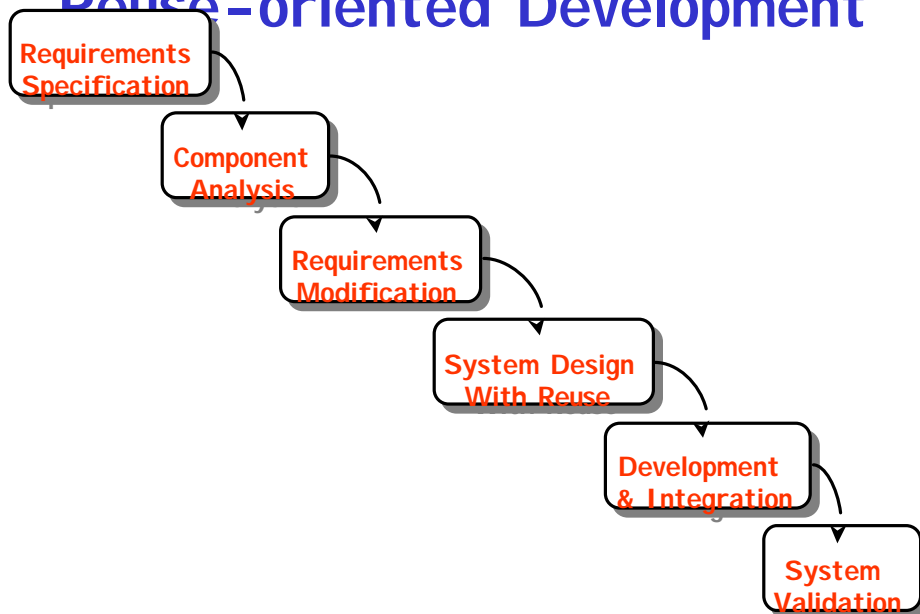 Reuse-oriented Development
Requirements
Specification
Component
Analysis
Requirements
Modification
System Design
With Reuse
Development
& Integration
System
Validation